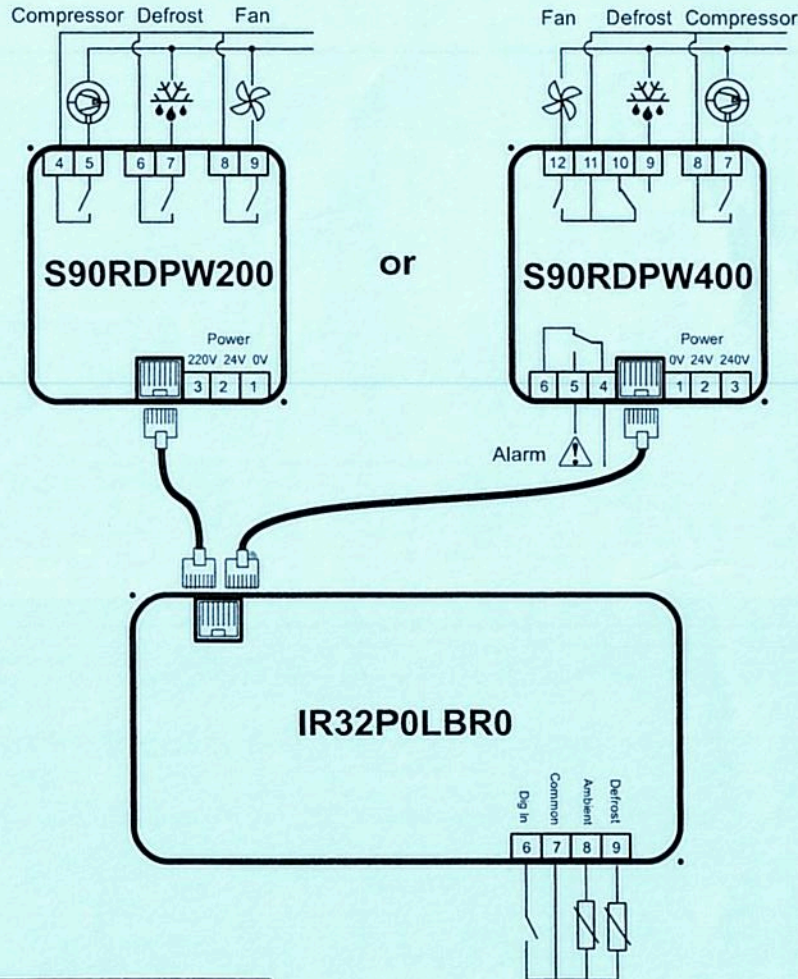 Compressor Defrost Fan
Fan Defrost Compressor
4 5 6 7 8 9
12 11 10 9 8 7
S90RDPW200
or
S90RDPW400
Power
220V 24V 0V
3 2 1
Power
0V 24V 240V
6 5 4 1 2 3
Alarm
IR32P0LBR0
Dig In
Common
Ambient
Defrost
6 7 8 9